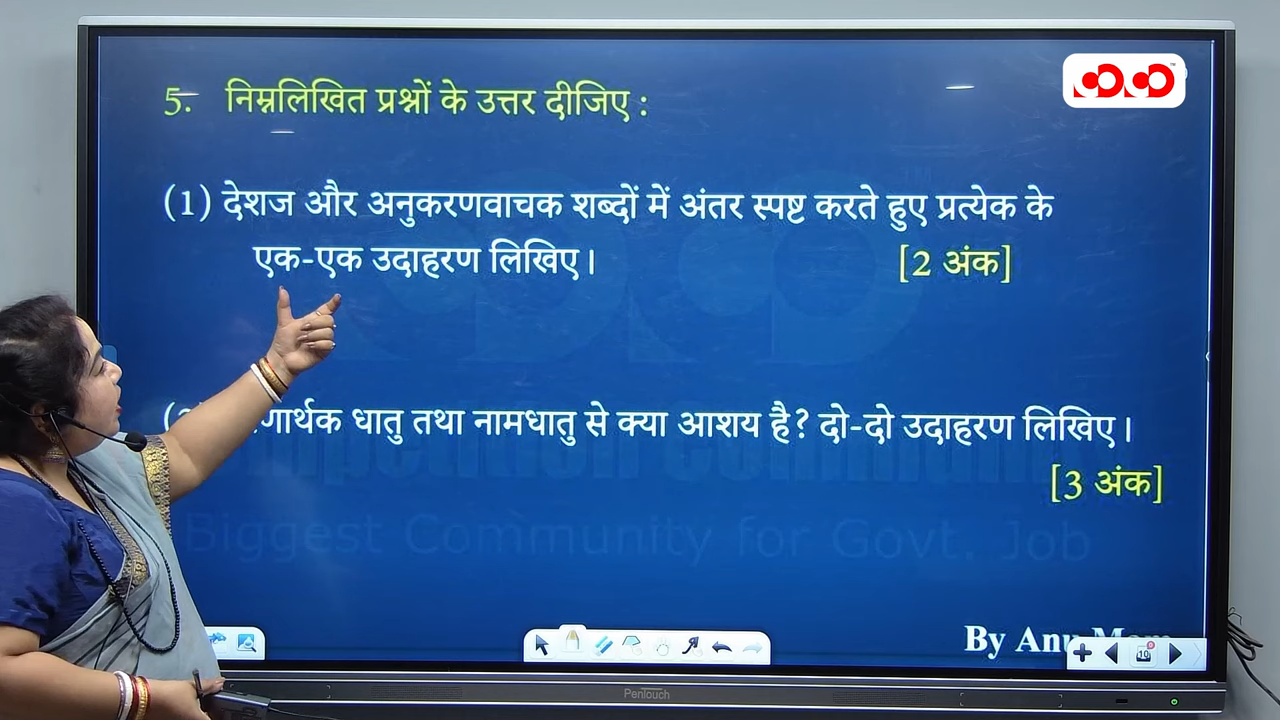 5. निम्नलिखित प्रश्नों के उत्तर दीजिए :
(1) देशज और अनुकरणवाचक शब्दों में अंतर स्पष्ट करते हुए प्रत्येक के
एक-एक उदाहरण लिखिए।
[2 अंक]
धातु तथा नामधातु से क्या आशय है? दो-दो उदाहरण लिखिए।
[3 अंक]
Biggest Community for Govt. Job
By Anu
PenTouch